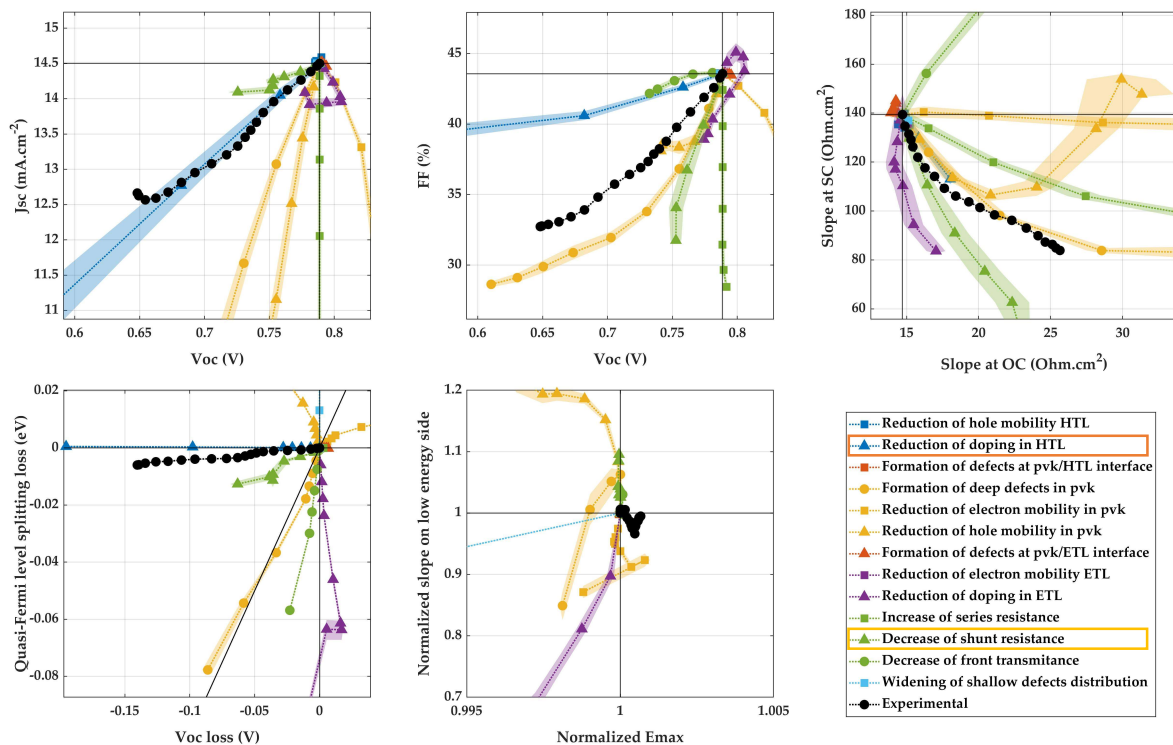 15
14.5
14
13.5
13
12.5
12
11.5
11
0.6
0.65
0.7
0.75
0.8
Jsc (mA.cm-2)
Voc (V)
45
40
35
30
0.6
0.65
0.7
0.75
0.8
FF (%)
Voc (V)
180
160
140
120
100
80
60
15
20
25
30
Slope at SC (Ohm.cm2)
Slope at OC (Ohm.cm2)
0.02
0
-0.02
-0.04
-0.06
-0.08
-0.15
-0.1
-0.05
0
Quasi-Fermi level splitting loss (eV)
Voc loss (V)
1.2
1.1
1
0.9
0.8
0.7
0.995
1
1.005
Normalized slope on low energy side
Normalized Emax
Reduction of hole mobility HTL
Reduction of doping in HTL
Formation of defects at pvk/HTL interface
Formation of deep defects in pvk
Reduction of electron mobility in pvk
Reduction of hole mobility in pvk
Formation of defects at pvk/ETL interface
Reduction of electron mobility ETL
Reduction of doping in ETL
Increase of series resistance
Decrease of shunt resistance
Decrease of front transmitance
Widening of shallow defects distribution
Experimental